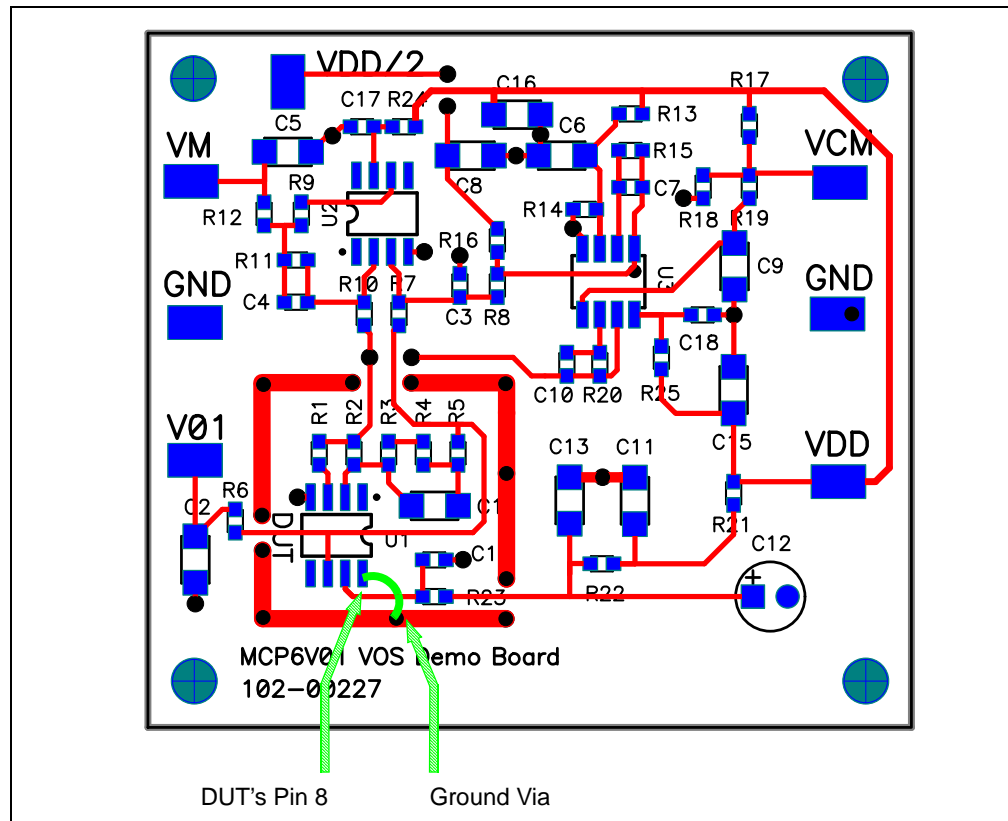 VDD/2
C16
R17
C17 R24
C5
C6
R13
VM
VCM
R15
R9
C8
C7
R12
U2
R14
R18
R19
R16
R11
U3
C9
GND
R10
R7
GND
C4
C3
R8
C18
R25
C10
R20
R1
R2
R3
R4
R5
V01
C15
VDD
C13
C11
C2
R6
C1
R21
DUT
U1
C1
C12
+
R23
R22
MCP6V01 VOS Demo Board
102-00227
DUT's Pin 8
Ground Via